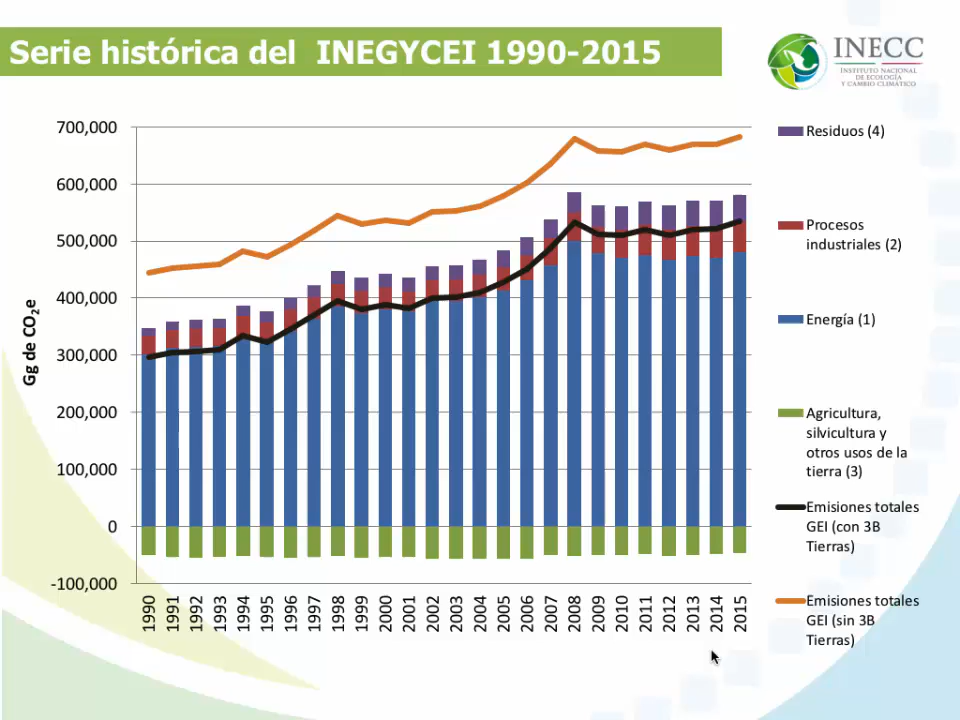 Serie histórica del  INEGYCEI 1990-2015
INECC
INSTITUTO NACIONAL
DE ECOLOGÍA
Y CAMBIO CLIMÁTICO
Gg de CO₂e
700,000
600,000
500,000
400,000
300,000
200,000
100,000
0
-100,000
1990
1991
1992
1993
1994
1995
1996
1997
1998
1999
2000
2001
2002
2003
2004
2005
2006
2007
2008
2009
2010
2011
2012
2013
2014
2015
Residuos (4)
Procesos
industriales (2)
Energía (1)
Agricultura,
silvicultura y
otros usos de la
tierra (3)
Emisiones totales
GEI (con 3B
Tierras)
Emisiones totales
GEI (sin 3B
Tierras)